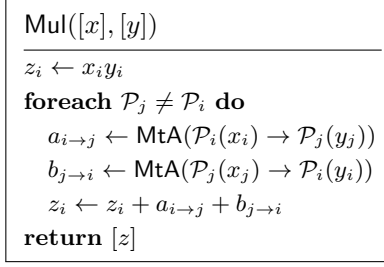 Mul([x], [y])
z_i ← x_i y_i
foreach 𝒫_j ≠ 𝒫_i do
a_{i→j} ← MtA(𝒫_i(x_i) → 𝒫_j(y_j))
b_{j→i} ← MtA(𝒫_j(x_j) → 𝒫_i(y_i))
z_i ← z_i + a_{i→j} + b_{j→i}
return [z]